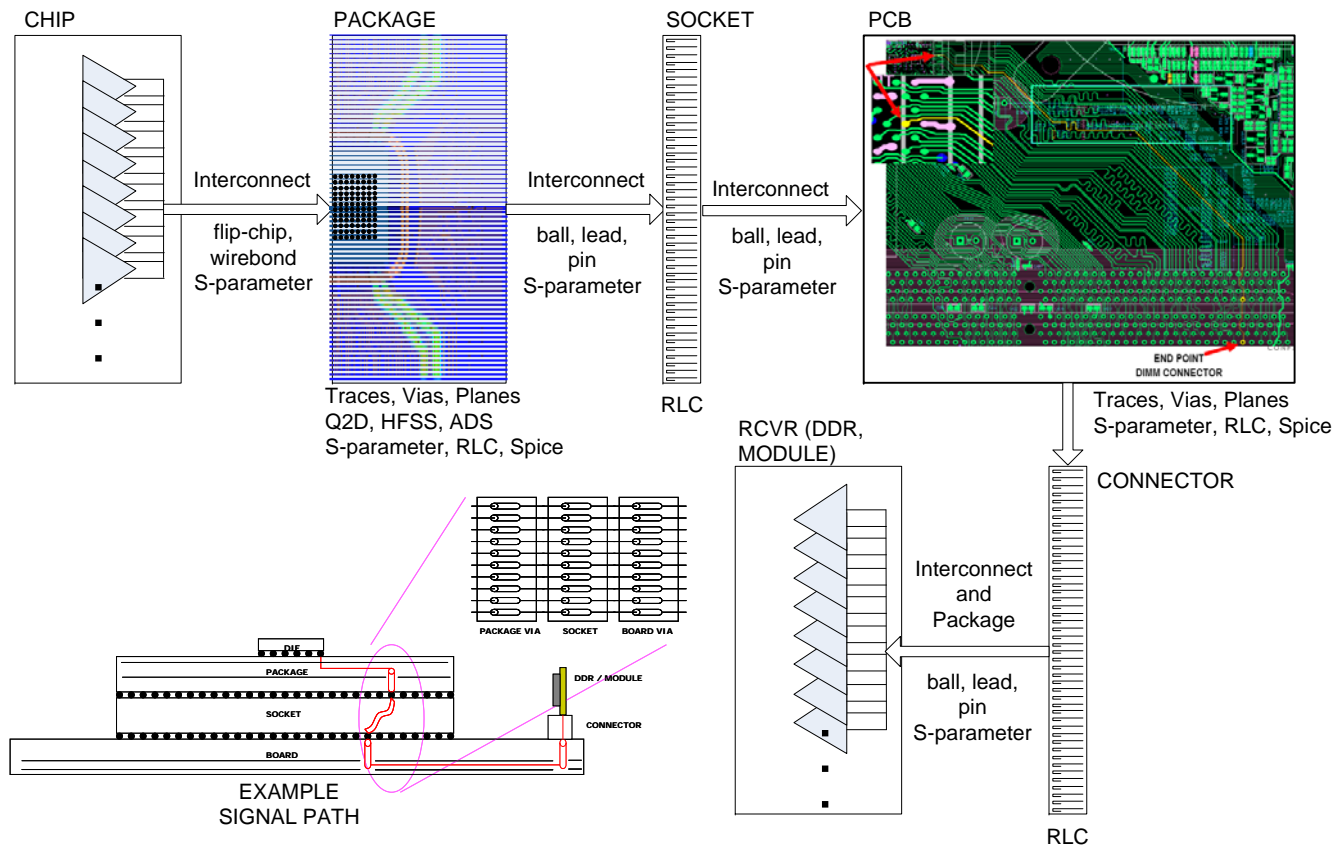 CHIP
PACKAGE
SOCKET
PCB
Interconnect
flip-chip,
wirebond
S-parameter
Interconnect
ball, lead,
pin
S-parameter
Interconnect
ball, lead,
pin
S-parameter
END POINT
DIMM CONNECTOR
Traces, Vias, Planes
Q2D, HFSS, ADS
S-parameter, RLC, Spice
RLC
Traces, Vias, Planes
S-parameter, RLC, Spice
RCVR (DDR,
MODULE)
CONNECTOR
Interconnect
and
Package
ball, lead,
pin
S-parameter
RLC
PACKAGE VIA
SOCKET
BOARD VIA
DIE
PACKAGE
SOCKET
BOARD
DDR / MODULE
CONNECTOR
EXAMPLE
SIGNAL PATH